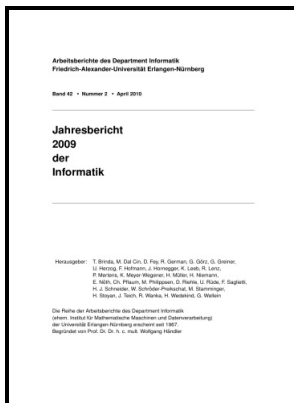 Arbeitsberichte des Department Informatik
Friedrich-Alexander-Universität Erlangen-Nürnberg
Band 42 • Nummer 2 • April 2010
Jahresbericht
2009
der
Informatik
Herausgeber: T. Brinda, M. Dal Cin, D. Fey, R. German, G. Görz, G. Greiner,
U. Herzog, F. Hofmann, J. Hornegger, K. Leeb, R. Lenz,
P. Mertens, K. Meyer-Wegener, H. Müller, H. Niemann,
E. Nöth, Ch. Pflaum, M. Philippsen, D. Riehle, U. Rüde, F. Saglietti,
H. J. Schneider, W. Schröder-Preikschat, M. Stamminger,
H. Stoyan, J. Teich, R. Wanka, H. Wedekind, G. Wellein
Die Reihe der Arbeitsberichte des Department Informatik
(ehem. Institut für Mathematische Maschinen und Datenverarbeitung)
der Universität Erlangen-Nürnberg erscheint seit 1967.
Begründet von Prof. Dr. Dr. h. c. mult. Wolfgang Händler